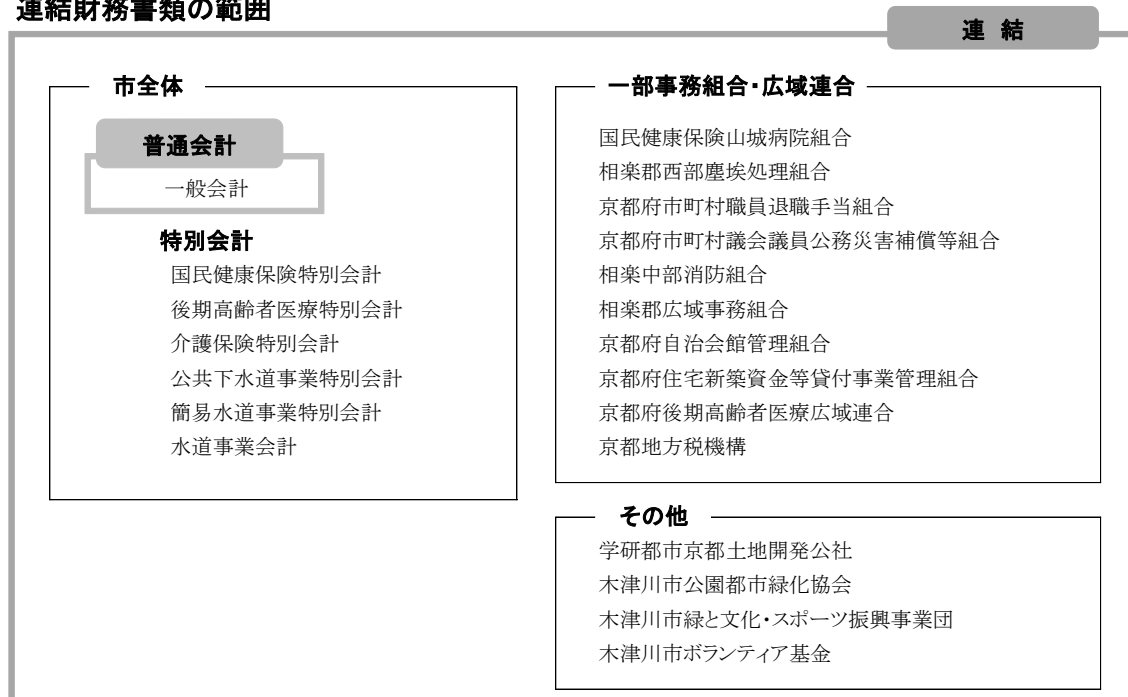 連結財務書類の範囲
連 結
市全体
普通会計
一般会計
特別会計
国民健康保険特別会計
後期高齢者医療特別会計
介護保険特別会計
公共下水道事業特別会計
簡易水道事業特別会計
水道事業会計
一部事務組合・広域連合
国民健康保険山城病院組合
相楽郡西部塵埃処理組合
京都府市町村職員退職手当組合
京都府市町村議会議員公務災害補償等組合
相楽中部消防組合
相楽郡広域事務組合
京都府自治会館管理組合
京都府住宅新築資金等貸付事業管理組合
京都府後期高齢者医療広域連合
京都地方税機構
その他
学研都市京都土地開発公社
木津川市公園都市緑化協会
木津川市緑と文化・スポーツ振興事業団
木津川市ボランティア基金